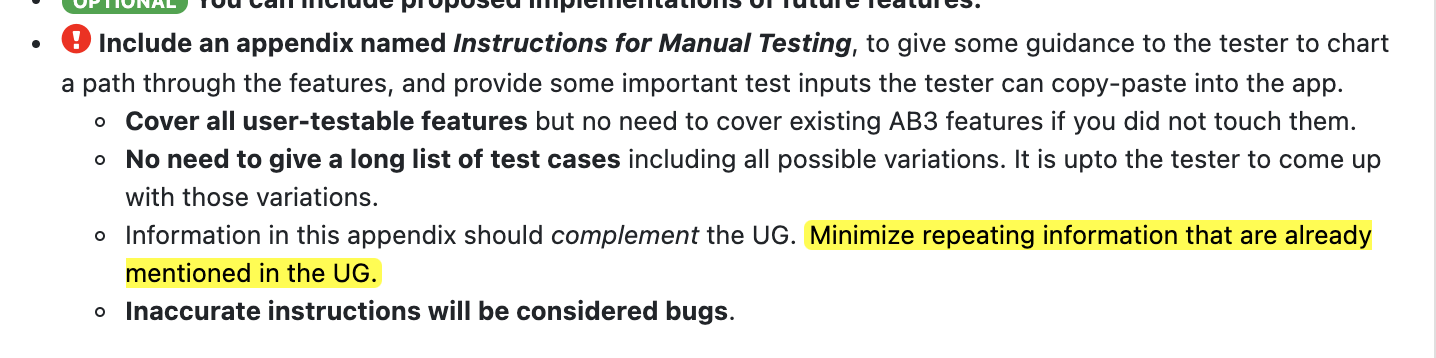 OPTIONAL You can include proposed implementations of future features.
! Include an appendix named Instructions for Manual Testing, to give some guidance to the tester to chart
a path through the features, and provide some important test inputs the tester can copy-paste into the app.
Cover all user-testable features but no need to cover existing AB3 features if you did not touch them.
No need to give a long list of test cases including all possible variations. It is upto the tester to come up
with those variations.
Information in this appendix should complement the UG. Minimize repeating information that are already
mentioned in the UG.
Inaccurate instructions will be considered bugs.